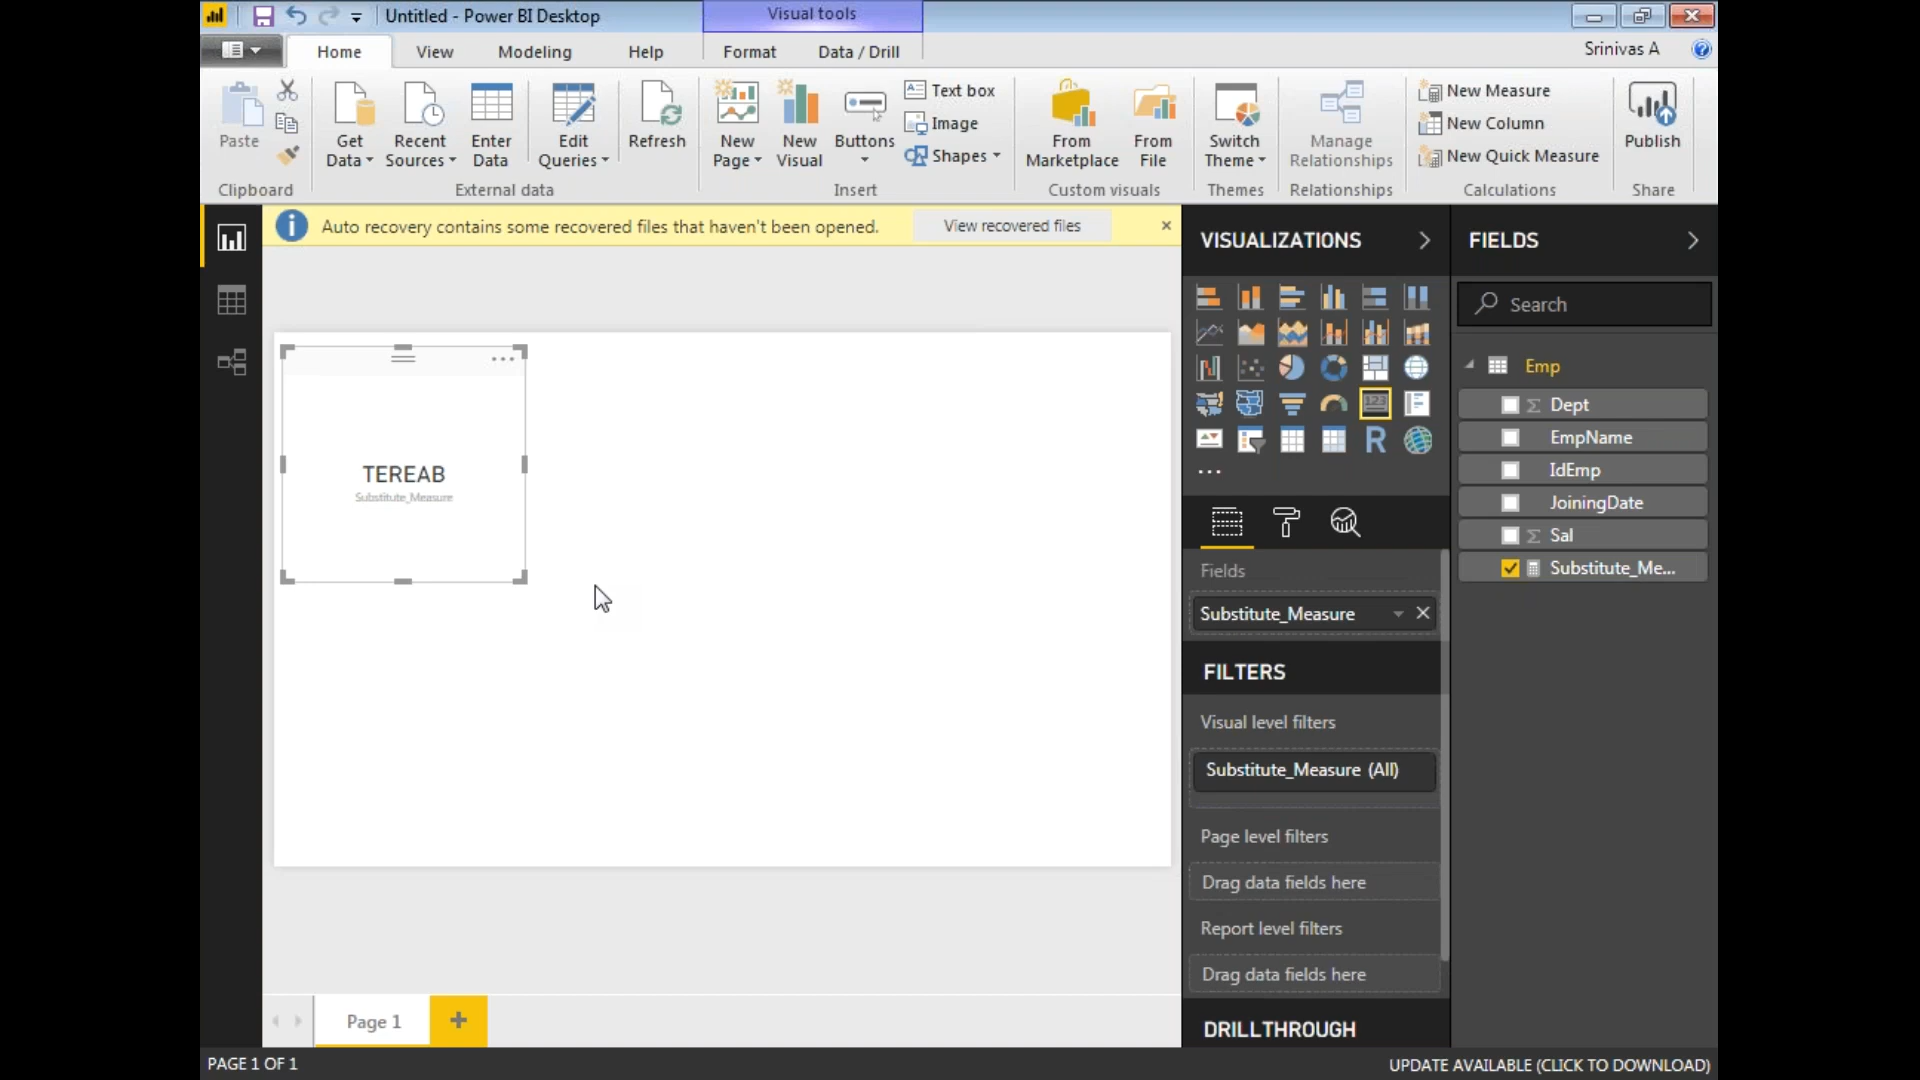 Untitled - Power BI Desktop
Visual tools
Home
View
Modeling
Help
Format
Data / Drill
Srinivas A
Paste
Get Data
Recent Sources
Enter Data
Edit Queries
Refresh
New Page
New Visual
Buttons
Text box
Image
Shapes
From Marketplace
From File
Switch Theme
Manage Relationships
New Measure
New Column
New Quick Measure
Publish
Clipboard
External data
Insert
Custom visuals
Themes
Relationships
Calculations
Share
Auto recovery contains some recovered files that haven't been opened.
View recovered files
TEREAB
Substitute_Measure
VISUALIZATIONS
R
Fields
Substitute_Measure
FILTERS
Visual level filters
Substitute_Measure (All)
Page level filters
Drag data fields here
Report level filters
Drag data fields here
DRILLTHROUGH
FIELDS
Search
Emp
Dept
EmpName
IdEmp
JoiningDate
Sal
Substitute_Me...
Page 1
PAGE 1 OF 1
UPDATE AVAILABLE (CLICK TO DOWNLOAD)